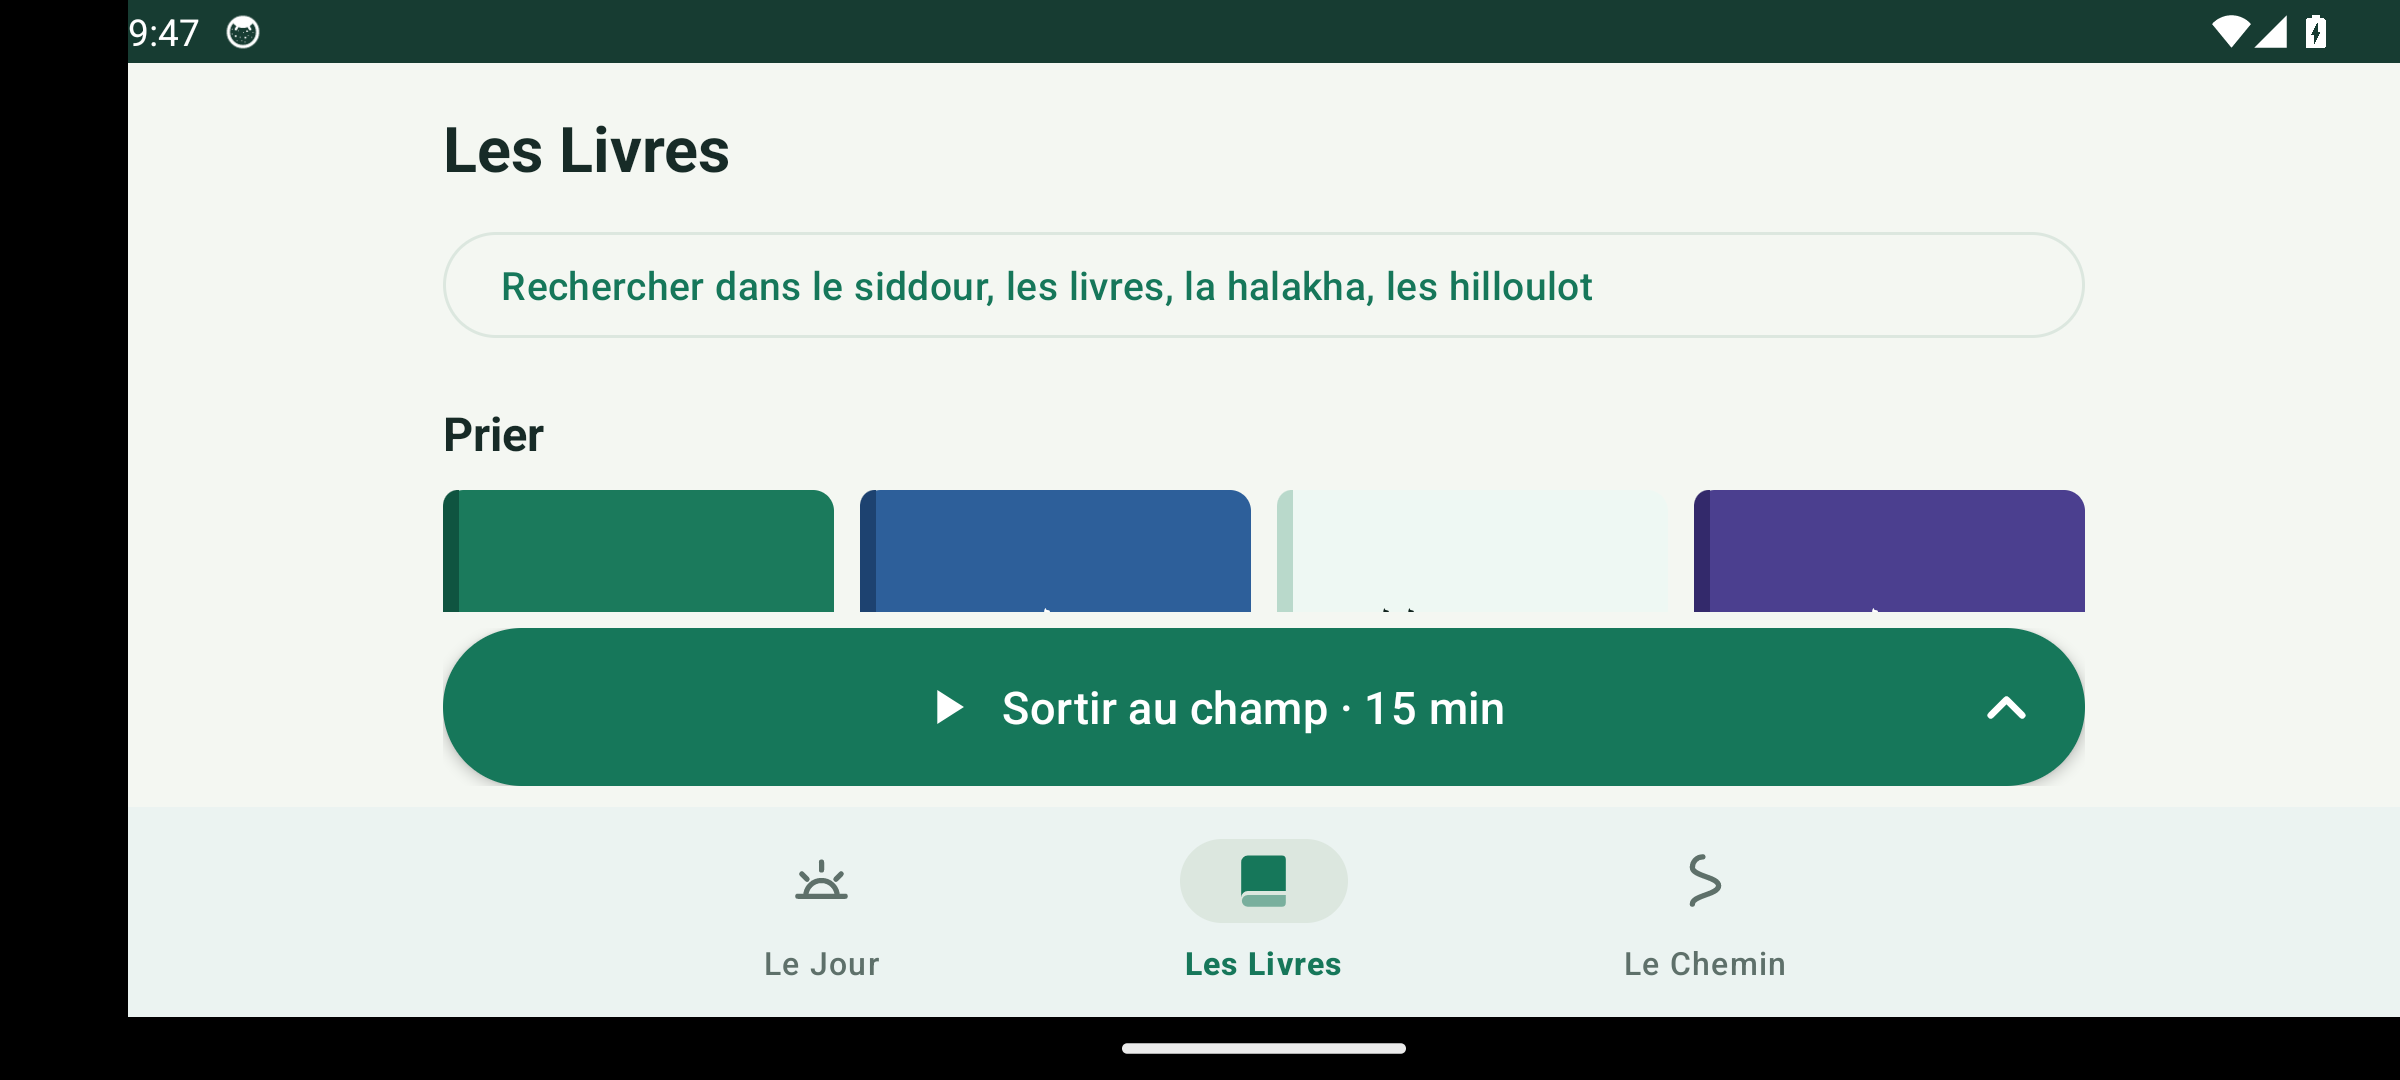 9:47
Les Livres
Rechercher dans le siddour, les livres, la halakha, les hilloulot
Prier
Sortir au champ · 15 min
Le Jour
Les Livres
Le Chemin